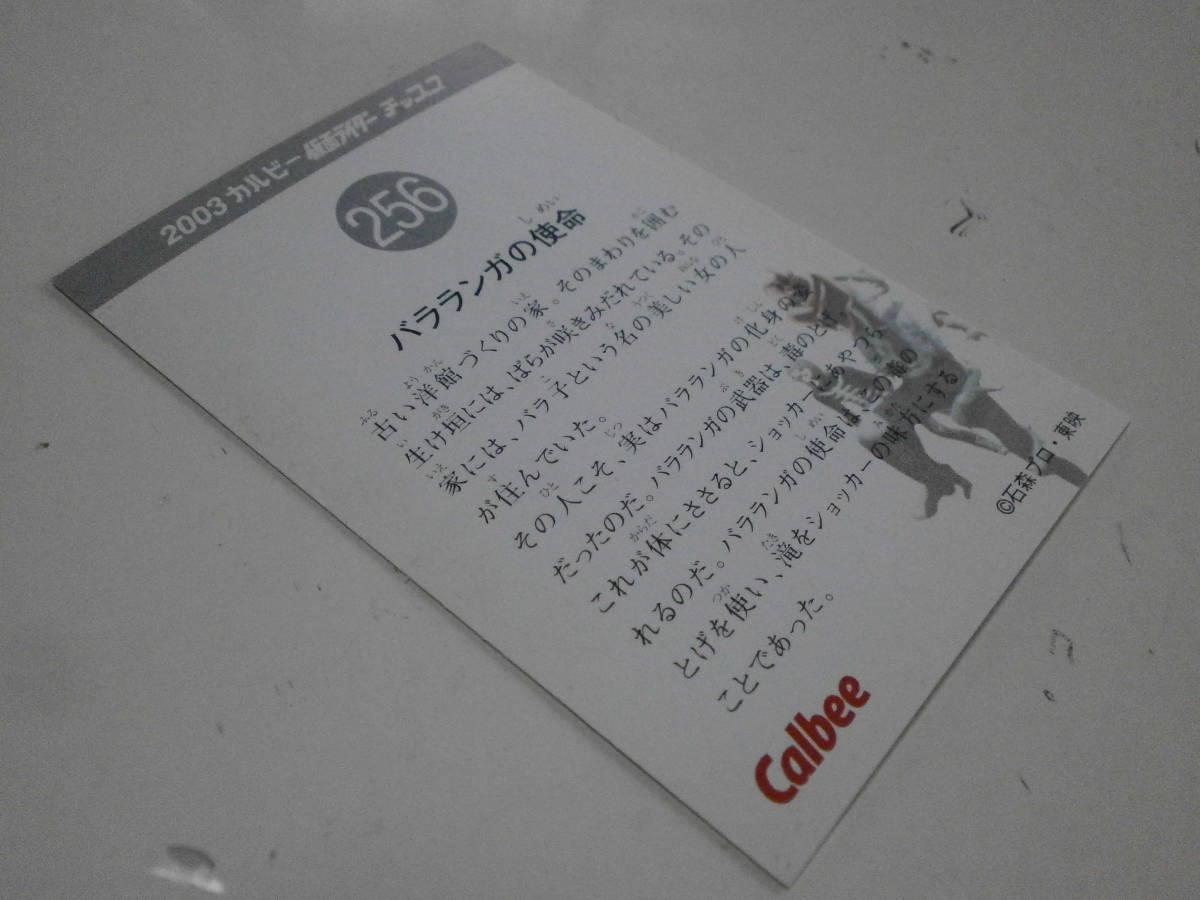 2003 カルビー 仮面ライダー チップス
256
バラランガの使命
古い洋館づくりの家。そのまわりを囲む
生け垣には、ばらが咲きみだれている。その
家には、バラ子という名の美しい女の人
が住んでいた。
その人こそ、実はバラランガの化身の姿
だったのだ。バラランガの武器は、毒のとげ。
これが体にささると、ショッカーにあやつら
れるのだ。バラランガの使命は、この毒の
とげを使い、滝をショッカーの味方にする
ことであった。
©石森プロ・東映
Calbee